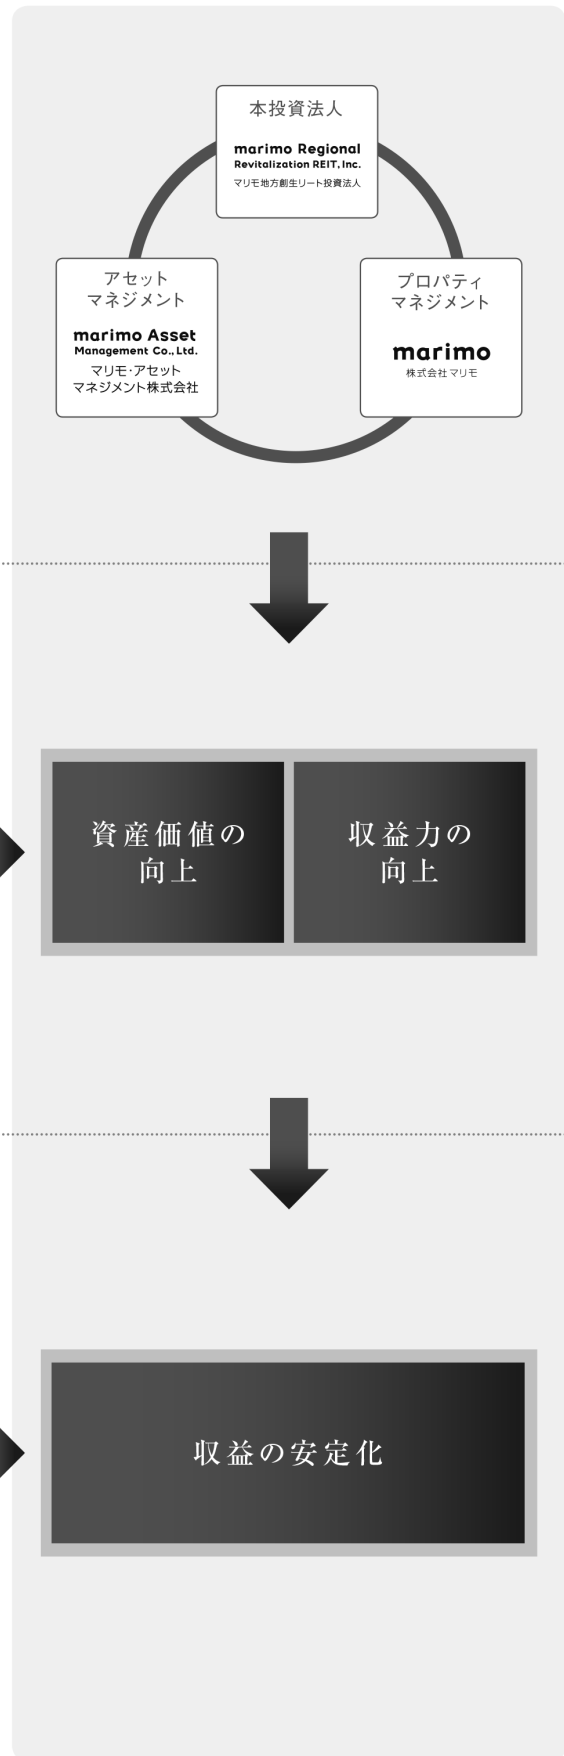 本投資法人
marimo Regional
Revitalization REIT, Inc.
マリモ地方創生リート投資法人
アセット
マネジメント
marimo Asset
Management Co., Ltd.
マリモ・アセット
マネジメント株式会社
プロパティ
マネジメント
marimo
株式会社マリモ
資産価値の
向上
収益力の
向上
収益の安定化